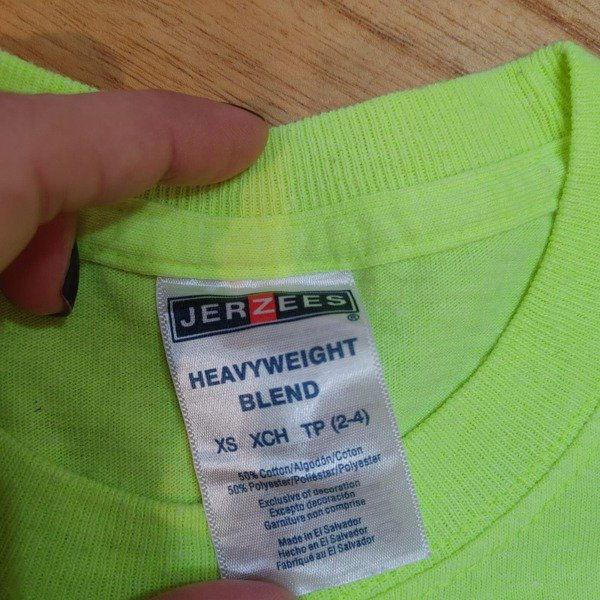 JERZEES®
HEAVYWEIGHT
BLEND
XS XCH TP (2-4)
50% Cotton/Algodón/Coton
50% Polyester/Poliéster/Polyester
Exclusive of decoration
Excepto decoración
Garniture non comprise
Made in El Salvador
Hecho en El Salvador
Fabriqué au El Salvador